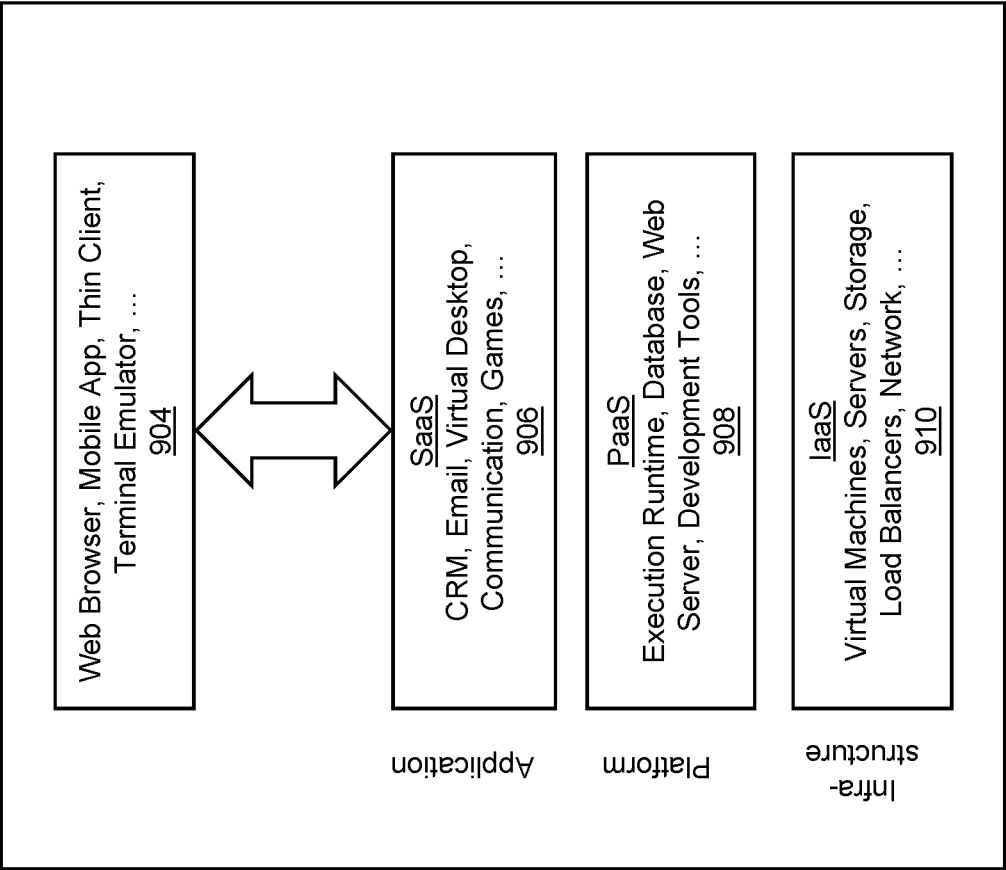 Web Browser, Mobile App, Thin Client,
Terminal Emulator, …
904
SaaS
CRM, Email, Virtual Desktop,
Communication, Games, …
906
Application
PaaS
Execution Runtime, Database, Web
Server, Development Tools, …
908
Platform
IaaS
Virtual Machines, Servers, Storage,
Load Balancers, Network, …
910
Infra-
structure